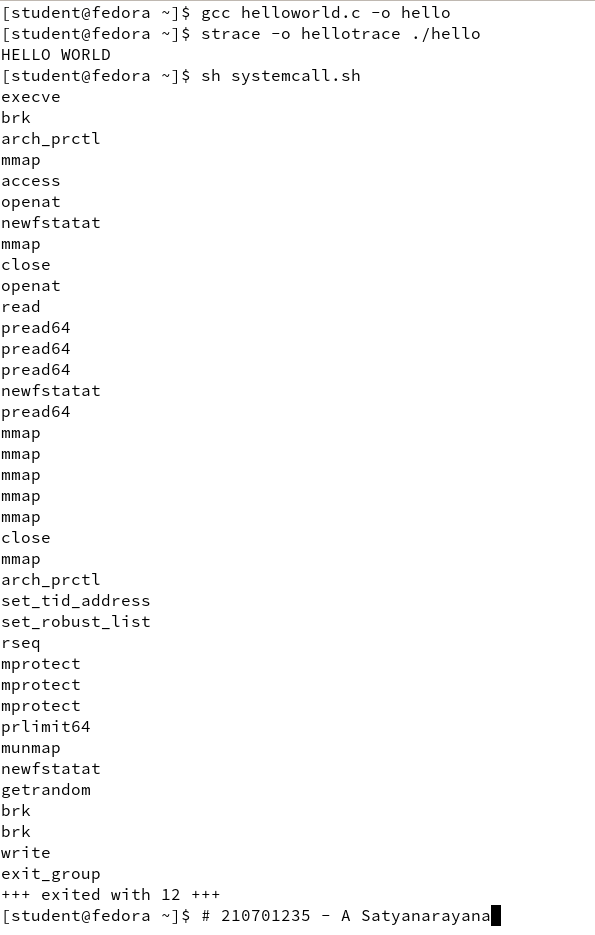 [student@fedora ~]$ gcc helloworld.c -o hello
[student@fedora ~]$ strace -o hellotrace ./hello
HELLO WORLD
[student@fedora ~]$ sh systemcall.sh
execve
brk
arch_prctl
mmap
access
openat
newfstatat
mmap
close
openat
read
pread64
pread64
pread64
newfstatat
pread64
mmap
mmap
mmap
mmap
mmap
close
mmap
arch_prctl
set_tid_address
set_robust_list
rseq
mprotect
mprotect
mprotect
prlimit64
munmap
newfstatat
getrandom
brk
brk
write
exit_group
+++ exited with 12 +++
[student@fedora ~]$ # 210701235 - A Satyanarayana